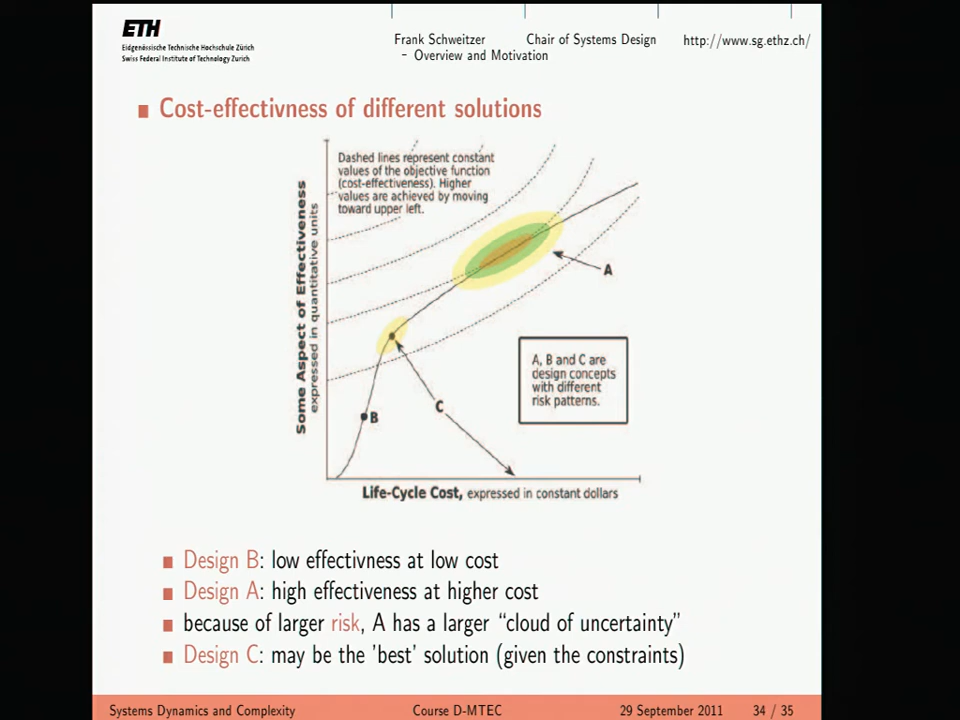 ETH
Eidgenössische Technische Hochschule Zürich
Swiss Federal Institute of Technology Zurich
Frank Schweitzer Chair of Systems Design http://www.sg.ethz.ch/
– Overview and Motivation
Cost-effectivness of different solutions
Dashed lines represent constant
values of the objective function
(cost-effectiveness). Higher
values are achieved by moving
toward upper left.
Some Aspect of Effectiveness
expressed in quantitative units
A
A, B and C are
design concepts
with different
risk patterns.
C
B
Life-Cycle Cost, expressed in constant dollars
Design B: low effectivness at low cost
Design A: high effectiveness at higher cost
because of larger risk, A has a larger “cloud of uncertainty”
Design C: may be the 'best' solution (given the constraints)
Systems Dynamics and Complexity Course D-MTEC 29 September 2011 34 / 35